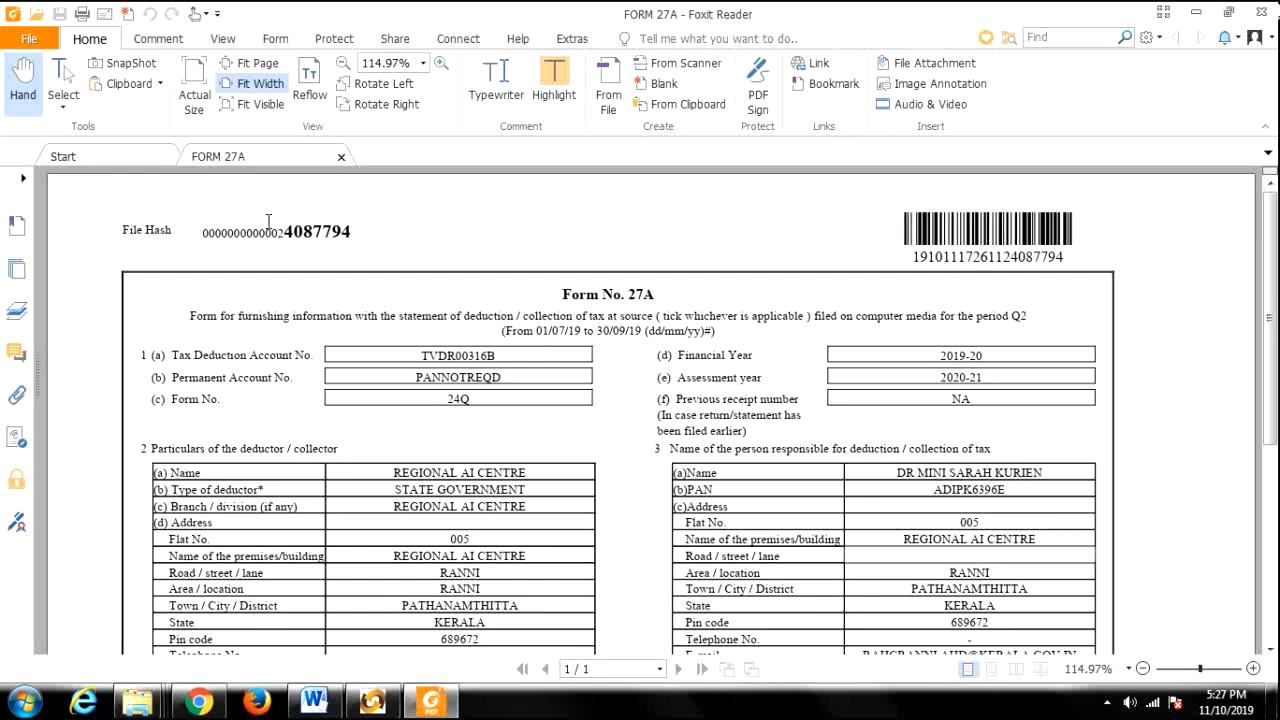 FORM 27A - Foxit Reader
File Home Comment View Form Protect Share Connect Help Extras Tell me what you want to do.. Find
Hand Select SnapShot Clipboard Tools
Actual Size Fit Page Fit Width Fit Visible Reflow 114.97% Rotate Left Rotate Right View
Typewriter Highlight Comment
From File From Scanner Blank From Clipboard Create
PDF Sign Protect
Link Bookmark Links
File Attachment Image Annotation Audio & Video Insert
Start FORM 27A
File Hash 00000000000024087794
19101117261124087794
Form No. 27A
Form for furnishing information with the statement of deduction / collection of tax at source ( tick whichever is applicable ) filed on computer media for the period Q2
(From 01/07/19 to 30/09/19 (dd/mm/yy)#)
1 (a) Tax Deduction Account No. TVDR00316B (d) Financial Year 2019-20
(b) Permanent Account No. PANNOTREQD (e) Assessment year 2020-21
(c) Form No. 24Q (f) Previous receipt number NA
(In case return/statement has
been filed earlier)
2 Particulars of the deductor / collector 3 Name of the person responsible for deduction / collection of tax
(a) Name REGIONAL AI CENTRE (a)Name DR MINI SARAH KURIEN
(b) Type of deductor* STATE GOVERNMENT (b)PAN ADIPK6396E
(c) Branch / division (if any) REGIONAL AI CENTRE (c)Address
(d) Address Flat No. 005
Flat No. 005 Name of the premises/building REGIONAL AI CENTRE
Name of the premises/building REGIONAL AI CENTRE Road / street / lane
Road / street / lane RANNI Area / location RANNI
Area / location RANNI Town / City / District PATHANAMTHITTA
Town / City / District PATHANAMTHITTA State KERALA
State KERALA Pin code 689672
Pin code 689672 Telephone No. -
1 / 1 114.97%
5:27 PM
11/10/2019